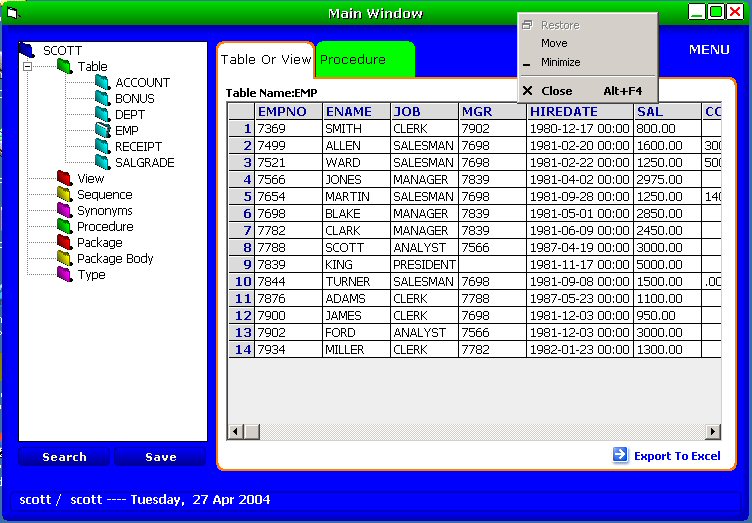 Main Window
Restore
Move
Minimize
Close Alt+F4
MENU
SCOTT
Table
ACCOUNT
BONUS
DEPT
EMP
RECEIPT
SALGRADE
View
Sequence
Synonyms
Procedure
Package
Package Body
Type
Search Save
Table Or View Procedure
Table Name:EMP
EMPNO ENAME JOB MGR HIREDATE SAL CC
1 7369 SMITH CLERK 7902 1980-12-17 00:00 800.00
2 7499 ALLEN SALESMAN 7698 1981-02-20 00:00 1600.00 300
3 7521 WARD SALESMAN 7698 1981-02-22 00:00 1250.00 500
4 7566 JONES MANAGER 7839 1981-04-02 00:00 2975.00
5 7654 MARTIN SALESMAN 7698 1981-09-28 00:00 1250.00 140
6 7698 BLAKE MANAGER 7839 1981-05-01 00:00 2850.00
7 7782 CLARK MANAGER 7839 1981-06-09 00:00 2450.00
8 7788 SCOTT ANALYST 7566 1987-04-19 00:00 3000.00
9 7839 KING PRESIDENT 1981-11-17 00:00 5000.00
10 7844 TURNER SALESMAN 7698 1981-09-08 00:00 1500.00 .00
11 7876 ADAMS CLERK 7788 1987-05-23 00:00 1100.00
12 7900 JAMES CLERK 7698 1981-12-03 00:00 950.00
13 7902 FORD ANALYST 7566 1981-12-03 00:00 3000.00
14 7934 MILLER CLERK 7782 1982-01-23 00:00 1300.00
Export To Excel
scott / scott ---- Tuesday, 27 Apr 2004